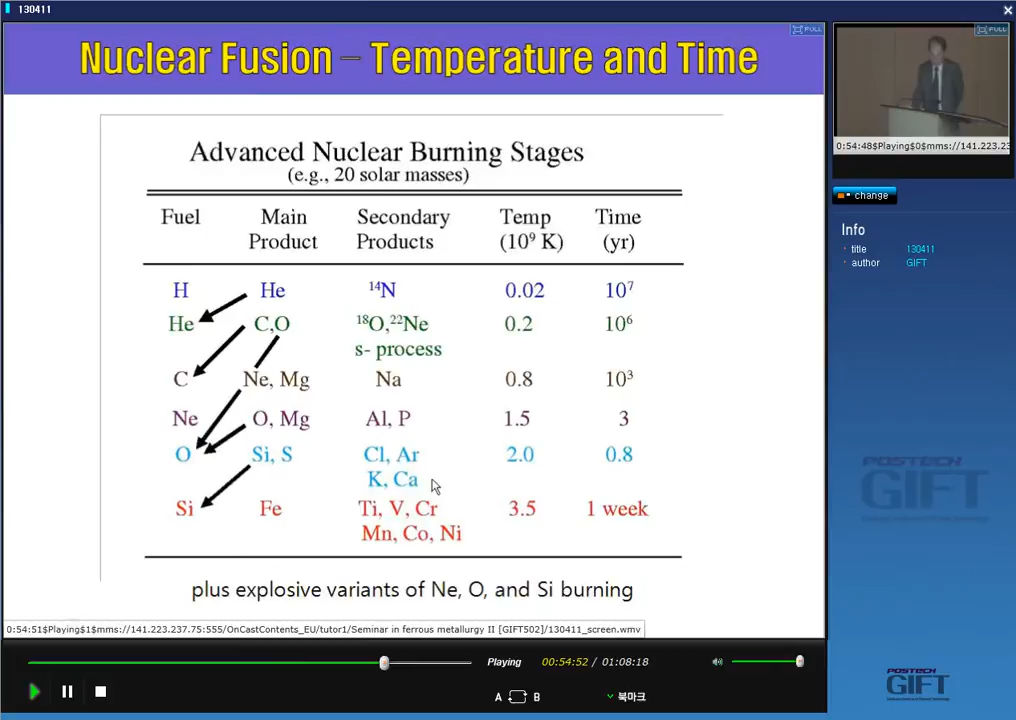 130411
Nuclear Fusion – Temperature and Time
FULL
FULL
0:54:48$Playing$0$mms://141.223.23
change
Info
title 130411
author GIFT
Advanced Nuclear Burning Stages
(e.g., 20 solar masses)
Fuel Main Product Secondary Products Temp (10⁹ K) Time (yr)
H He ¹⁴N 0.02 10⁷
He C,O ¹⁸O,²²Ne s- process 0.2 10⁶
C Ne, Mg Na 0.8 10³
Ne O, Mg Al, P 1.5 3
O Si, S Cl, Ar K, Ca 2.0 0.8
Si Fe Ti, V, Cr Mn, Co, Ni 3.5 1 week
plus explosive variants of Ne, O, and Si burning
0:54:51$Playing$1$mms://141.223.237.75:555/OnCastContents_EU/tutor1/Seminar in ferrous metallurgy II [GIFT502]/130411_screen.wmv
Playing 00:54:52 / 01:08:18
A B 북마크
POSTECH
GIFT
POSTECH
GIFT